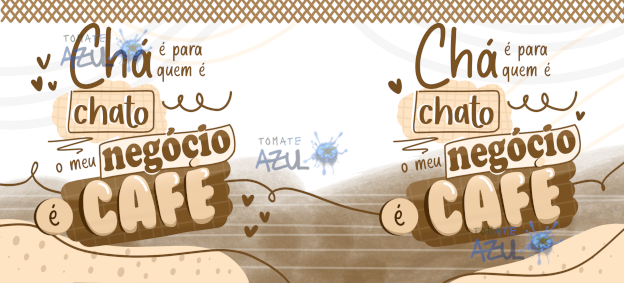 TOMATE
AZUL
Chá é para
quem é
chato
o meu negócio
é CAFÉ
TOMATE
AZUL
Chá é para
quem é
chato
o meu negócio
é CAFÉ
TOMATE
AZUL